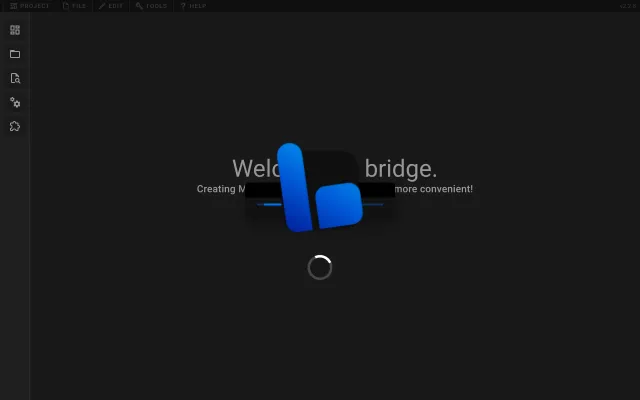 PROJECT FILE EDIT TOOLS HELP
Welc bridge.
Creating M more convenient!